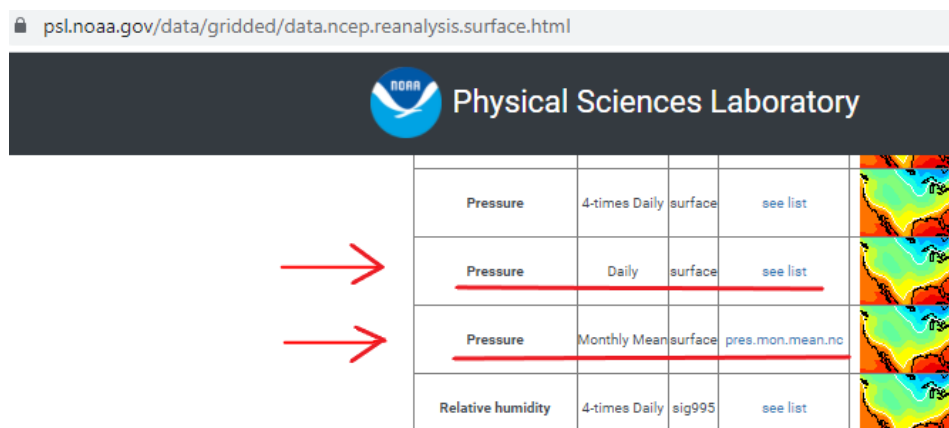 psl.noaa.gov/data/gridded/data.ncep.reanalysis.surface.html
NOAA
Physical Sciences Laboratory
Pressure 4-times Daily surface see list
Pressure Daily surface see list
Pressure Monthly Mean surface pres.mon.mean.nc
Relative humidity 4-times Daily sig995 see list